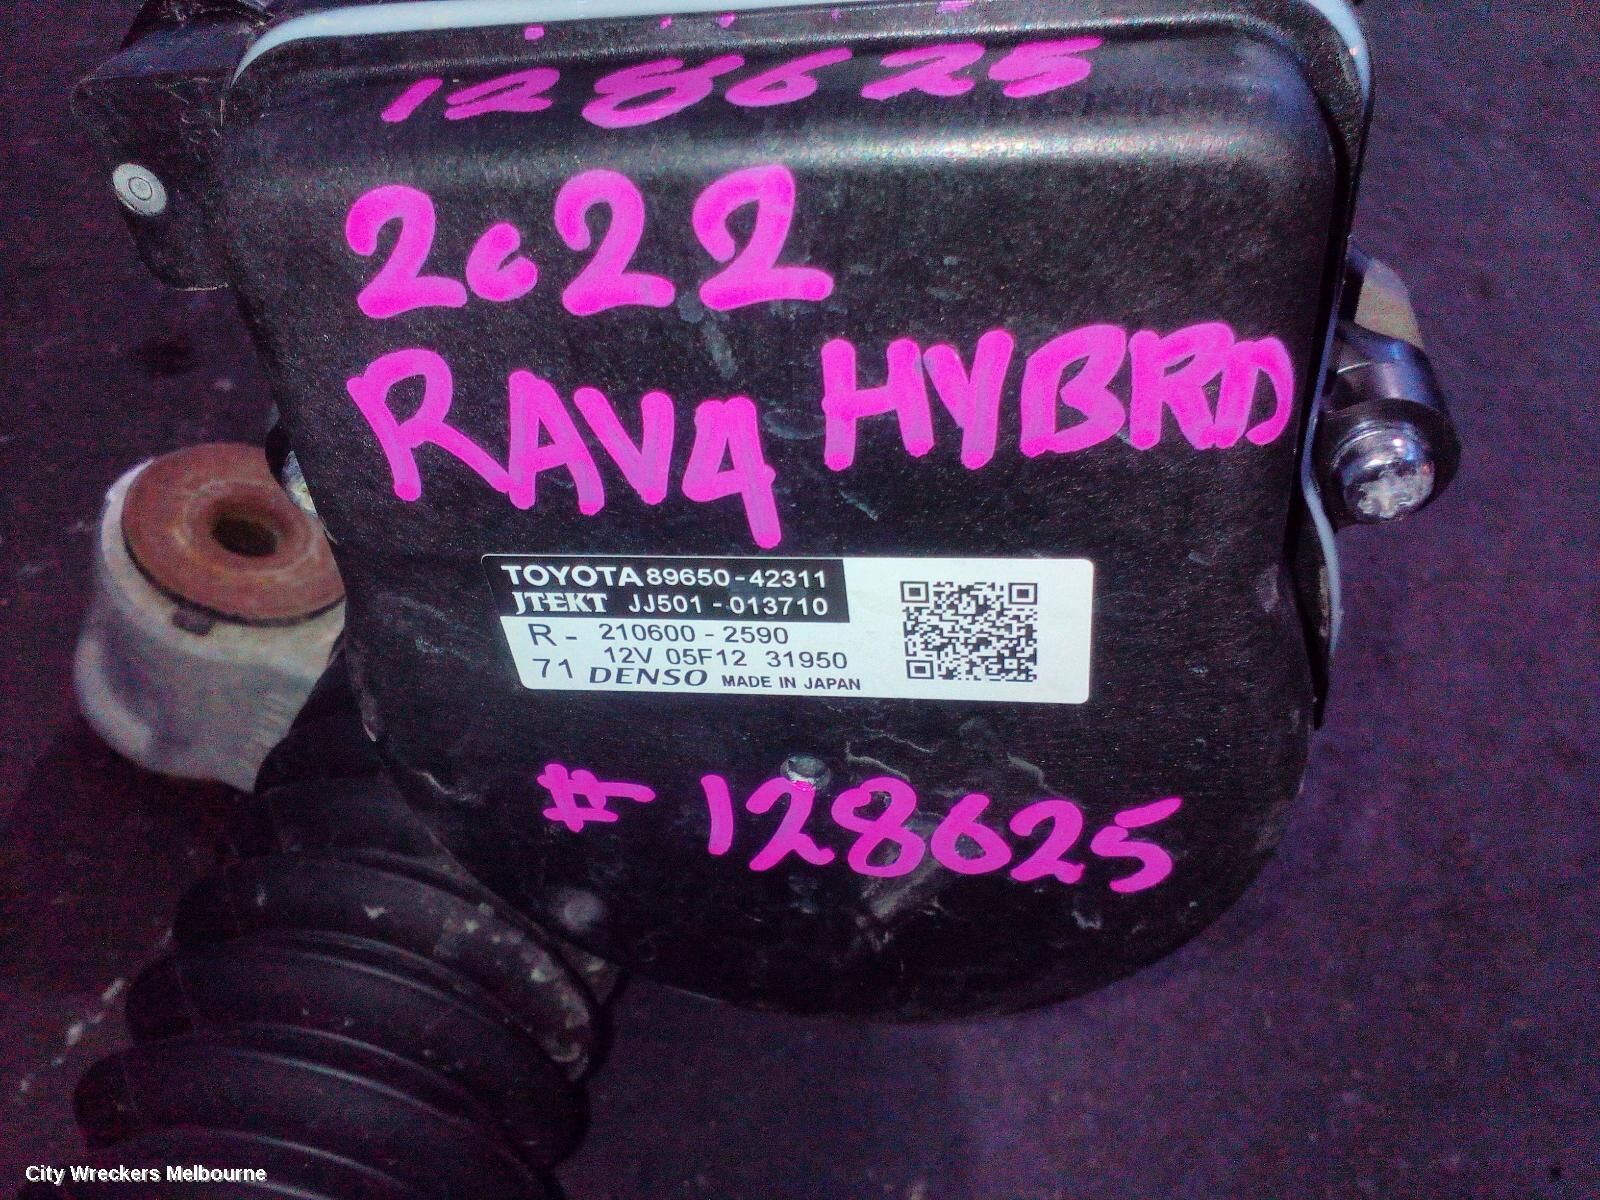 128625
2022
RAV4 HYBRD
TOYOTA 89650-42311
JTEKT JJ501-013710
R- 210600-2590
12V 05F12 31950
71 DENSO MADE IN JAPAN
# 128625
City Wreckers Melbourne